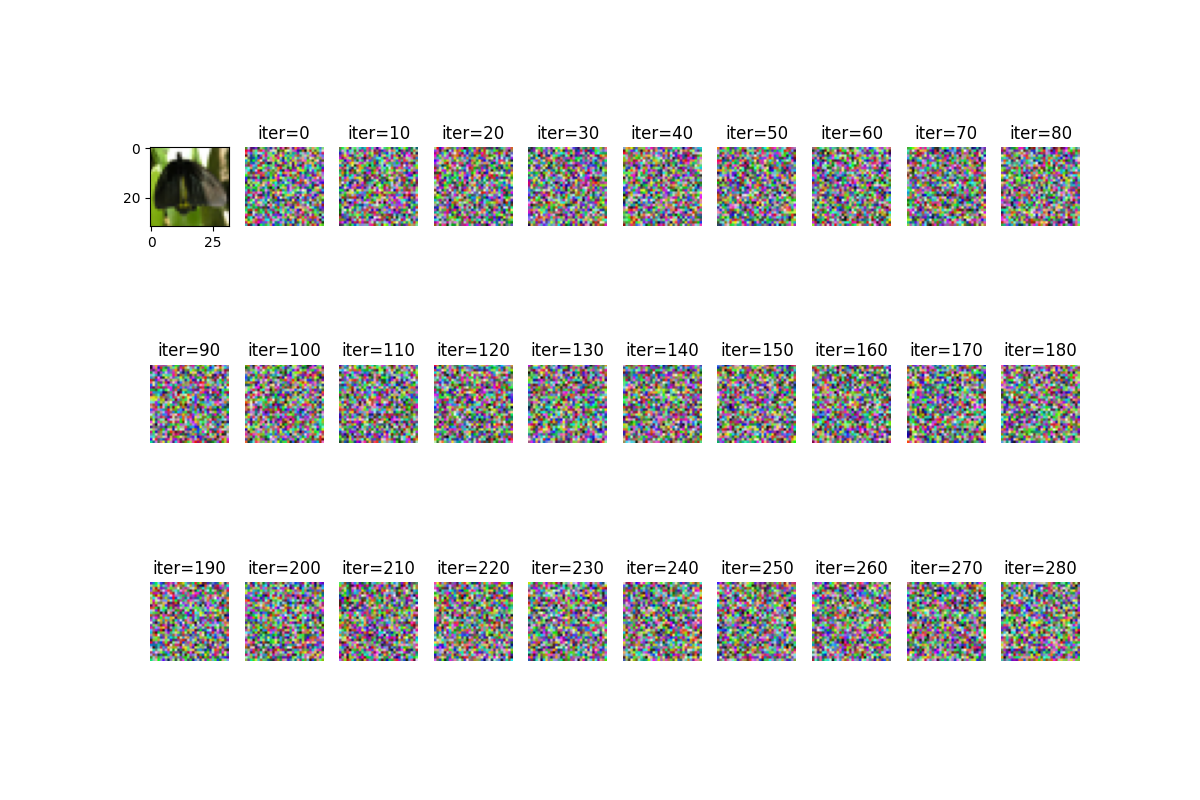 iter=0 iter=10 iter=20 iter=30 iter=40 iter=50 iter=60 iter=70 iter=80
0
20
0 25
iter=90 iter=100 iter=110 iter=120 iter=130 iter=140 iter=150 iter=160 iter=170 iter=180
iter=190 iter=200 iter=210 iter=220 iter=230 iter=240 iter=250 iter=260 iter=270 iter=280